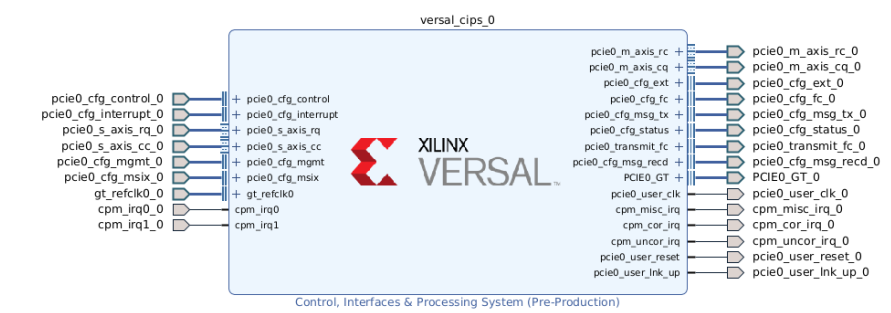 versal_cips_0
pcie0_cfg_control_0
pcie0_cfg_interrupt_0
pcie0_s_axis_rq_0
pcie0_s_axis_cc_0
pcie0_cfg_mgmt_0
pcie0_cfg_msix_0
gt_refclk0_0
cpm_irq0_0
cpm_irq1_0
pcie0_cfg_control
pcie0_cfg_interrupt
pcie0_s_axis_rq
pcie0_s_axis_cc
pcie0_cfg_mgmt
pcie0_cfg_msix
gt_refclk0
cpm_irq0
cpm_irq1
XILINX
VERSAL™
pcie0_m_axis_rc
pcie0_m_axis_cq
pcie0_cfg_ext
pcie0_cfg_fc
pcie0_cfg_msg_tx
pcie0_cfg_status
pcie0_transmit_fc
pcie0_cfg_msg_recd
PCIE0_GT
pcie0_user_clk
cpm_misc_irq
cpm_cor_irq
cpm_uncor_irq
pcie0_user_reset
pcie0_user_lnk_up
pcie0_m_axis_rc_0
pcie0_m_axis_cq_0
pcie0_cfg_ext_0
pcie0_cfg_fc_0
pcie0_cfg_msg_tx_0
pcie0_cfg_status_0
pcie0_transmit_fc_0
pcie0_cfg_msg_recd_0
PCIE0_GT_0
pcie0_user_clk_0
cpm_misc_irq_0
cpm_cor_irq_0
cpm_uncor_irq_0
pcie0_user_reset_0
pcie0_user_lnk_up_0
Control, Interfaces & Processing System (Pre-Production)